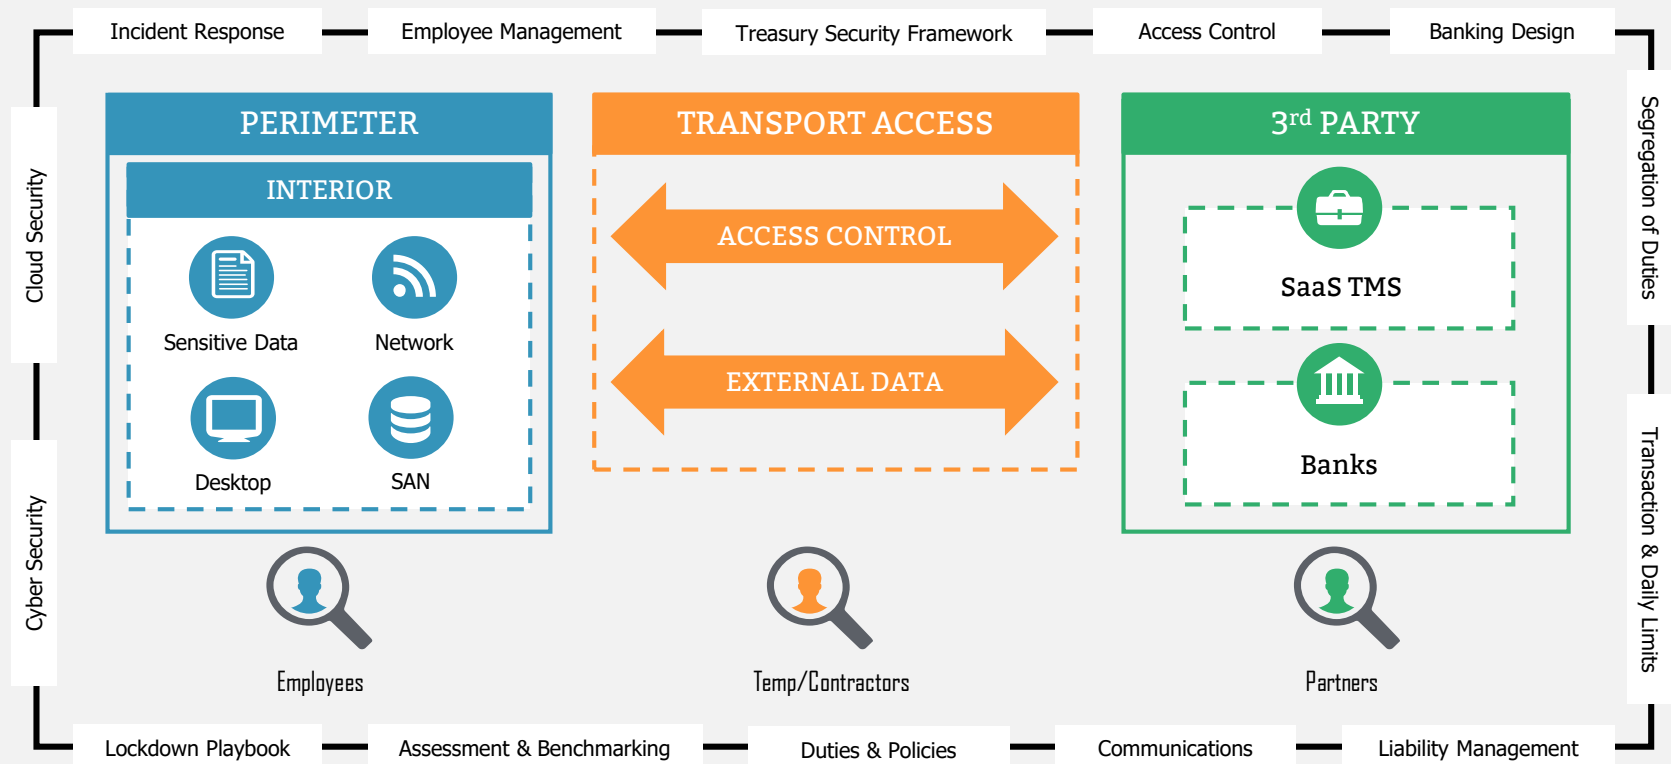 Incident Response
Employee Management
Treasury Security Framework
Access Control
Banking Design
Cloud Security
Cyber Security
PERIMETER
INTERIOR
Sensitive Data
Network
Desktop
SAN
TRANSPORT ACCESS
ACCESS CONTROL
EXTERNAL DATA
3rd PARTY
SaaS TMS
Banks
Segregation of Duties
Transaction & Daily Limits
Employees
Temp/Contractors
Partners
Lockdown Playbook
Assessment & Benchmarking
Duties & Policies
Communications
Liability Management